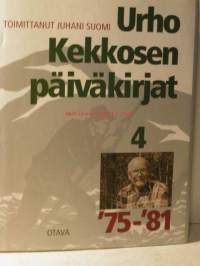 TOIMITTANUT JUHANI SUOMI
Urho
Kekkosen
päiväkirjat
4
'75-'81
OTAVA